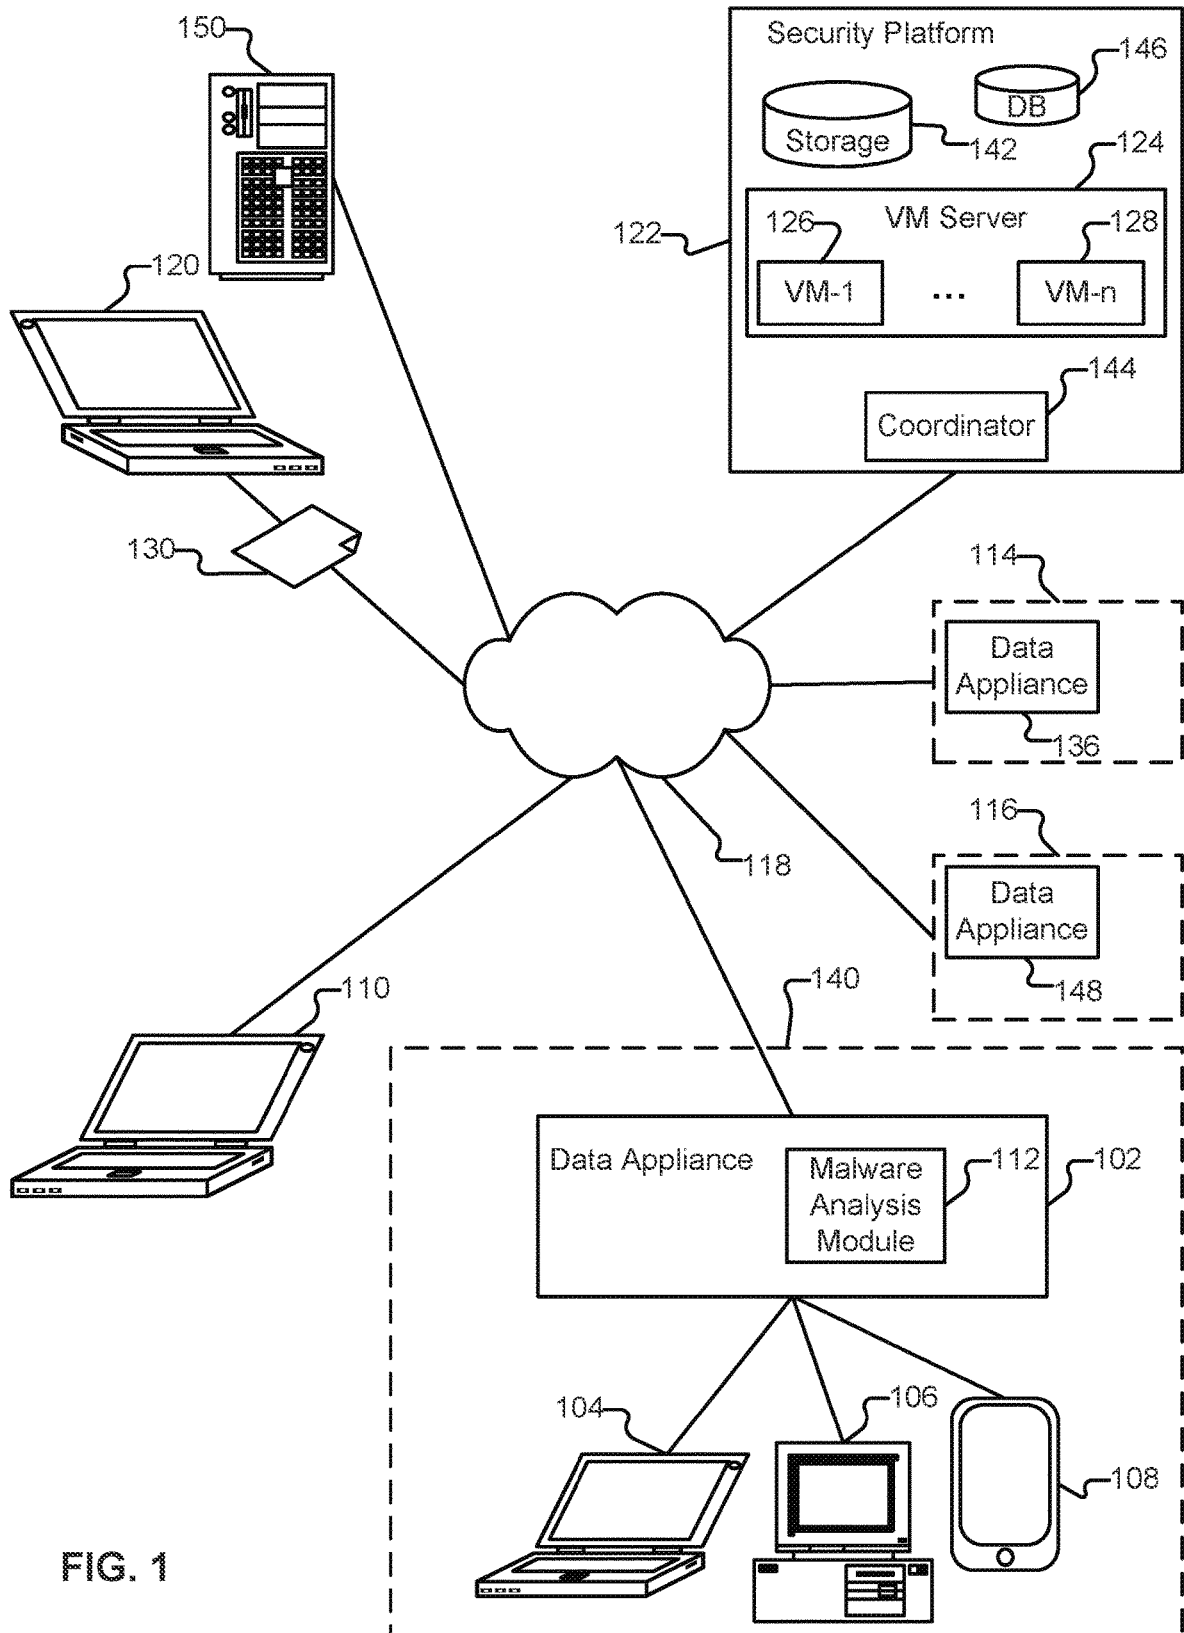 150
Security Platform
146
DB
Storage
142
124
VM Server
122
126
128
VM-1
...
VM-n
120
144
Coordinator
130
114
Data
Appliance
136
118
116
Data
Appliance
148
140
110
Data Appliance
Malware
Analysis
Module
112
102
104
106
108
FIG. 1